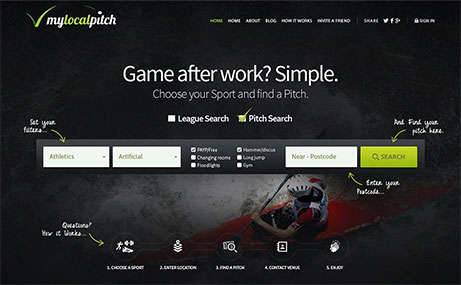 mylocalpitch
HOME HOME ABOUT BLOG HOW IT WORKS INVITE A FRIEND SHARE SIGN IN
Game after work? Simple.
Choose your Sport and find a Pitch.
League Search Pitch Search
Set your filters...
And Find your pitch here.
Athletics Artificial
PAYP/Free Hammer/discus
Changing rooms Long jump
Floodlights Gym
Near - Postcode SEARCH
Enter your Postcode...
Questions?
How it Works...
1. CHOOSE A SPORT 2. ENTER LOCATION 3. FIND A PITCH 4. CONTACT VENUE 5. ENJOY